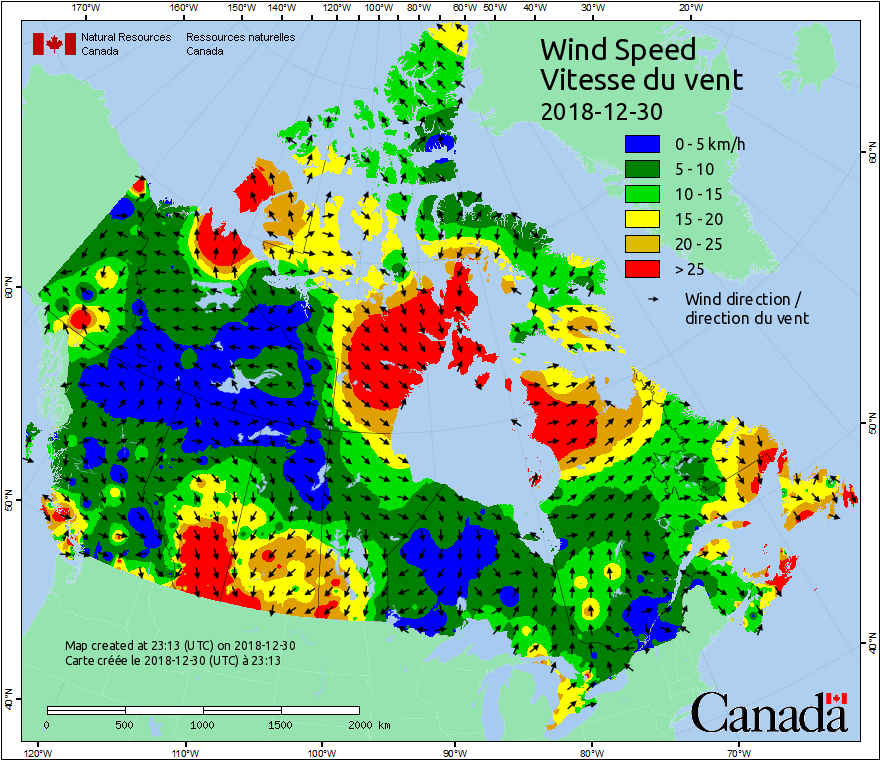 170°W 160°W 150°W 140°W 120°W 100°W 80°W 60°W 50°W 40°W 30°W 20°W
Natural Resources Ressources naturelles
Canada Canada
Wind Speed
Vitesse du vent
2018-12-30
0 - 5 km/h
5 - 10
10 - 15
15 - 20
20 - 25
> 25
Wind direction /
direction du vent
60°N 60°N
50°N 50°N
40°N 40°N
Map created at 23:13 (UTC) on 2018-12-30
Carte créée le 2018-12-30 (UTC) à 23:13
0 500 1000 1500 2000 km
Canada
120°W 110°W 100°W 90°W 80°W 70°W